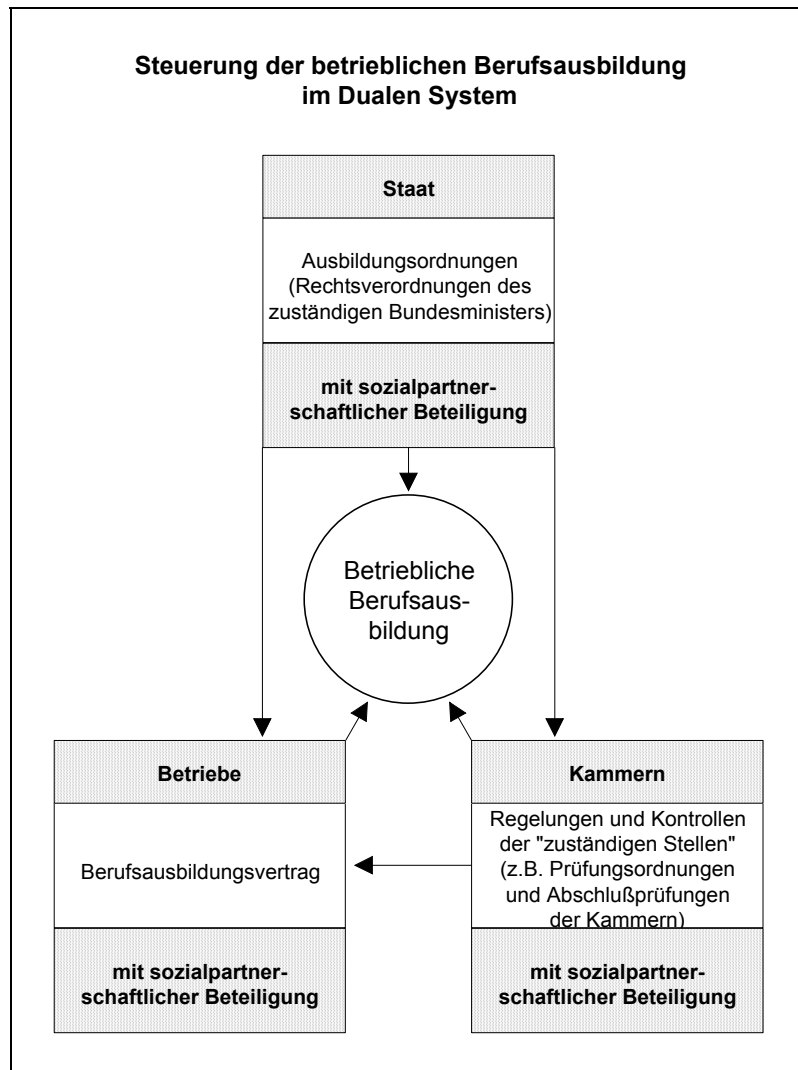 Steuerung der betrieblichen Berufsausbildung
im Dualen System
Staat
Ausbildungsordnungen
(Rechtsverordnungen des
zuständigen Bundesministers)
mit sozialpartner-
schaftlicher Beteiligung
Betriebliche
Berufsaus-
bildung
Betriebe
Berufsausbildungsvertrag
mit sozialpartner-
schaftlicher Beteiligung
Kammern
Regelungen und Kontrollen
der "zuständigen Stellen"
(z.B. Prüfungsordnungen
und Abschlußprüfungen
der Kammern)
mit sozialpartner-
schaftlicher Beteiligung